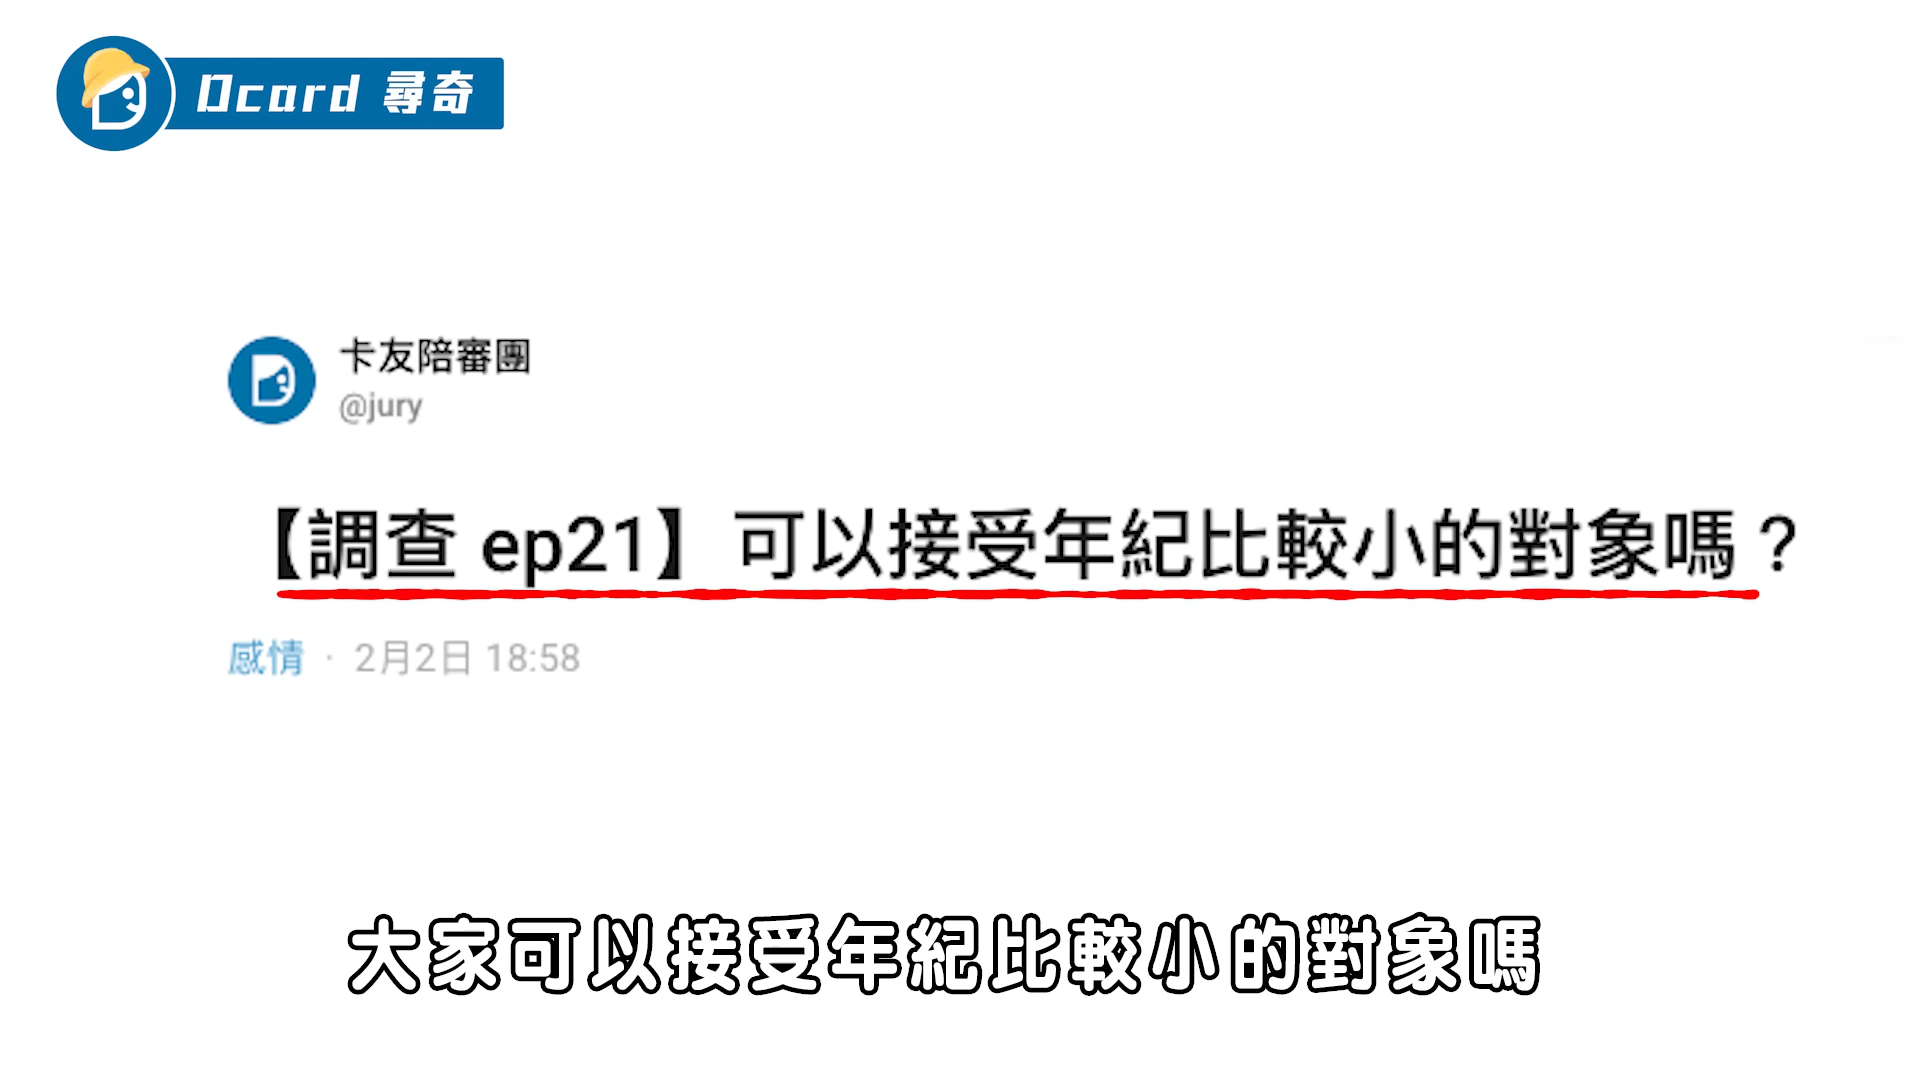 Dcard 尋奇
卡友陪審團
@jury
【調查 ep21】可以接受年紀比較小的對象嗎？
感情 · 2月2日 18:58
大家可以接受年紀比較小的對象嗎